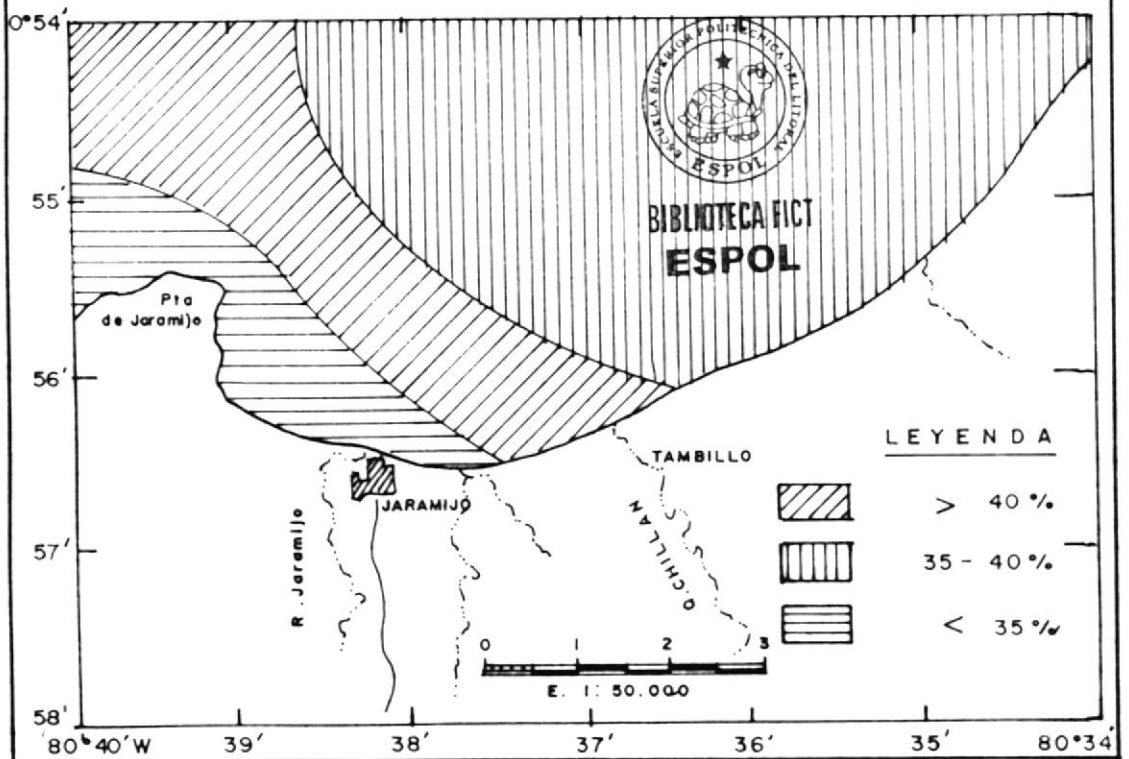 0°54'
55'
56'
57'
58'
80°40'W 39' 38' 37' 36' 35' 80°34'
ESCUELA SUPERIOR POLITECNICA DEL LITORAL
ESPOL
BIBLIOTECA FICT
ESPOL
Pta
de Jaramijo
JARAMIJO
R. Jaramijo
TAMBILLO
Q. CHILLAN
LEYENDA
> 40 %
35 - 40 %
< 35 %
0 1 2 3
E. 1: 50.000